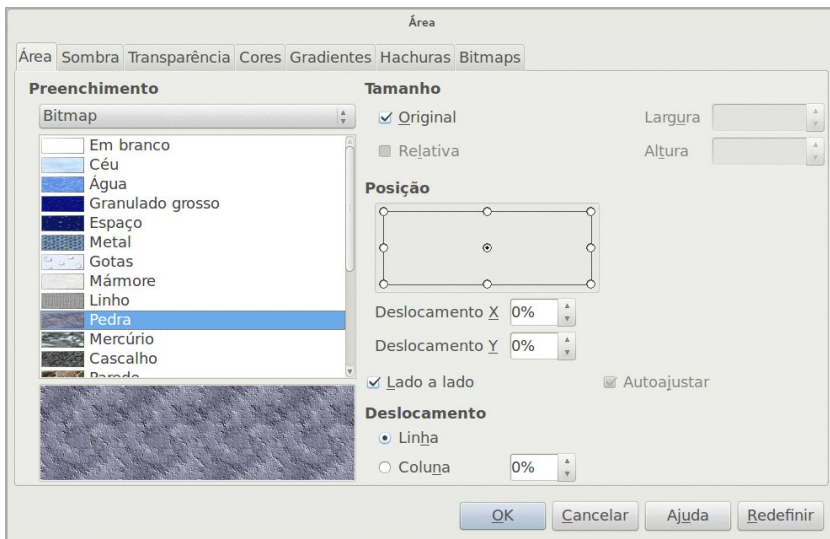 Área
Área Sombra Transparência Cores Gradientes Hachuras Bitmaps
Preenchimento
Bitmap
Em branco
Céu
Água
Granulado grosso
Espaço
Metal
Gotas
Mármore
Linho
Pedra
Mercúrio
Cascalho
Parede
Tamanho
Original
Largura
Relativa
Altura
Posição
Deslocamento X 0%
Deslocamento Y 0%
Lado a lado
Autoajustar
Deslocamento
Linha
Coluna 0%
OK Cancelar Ajuda Redefinir